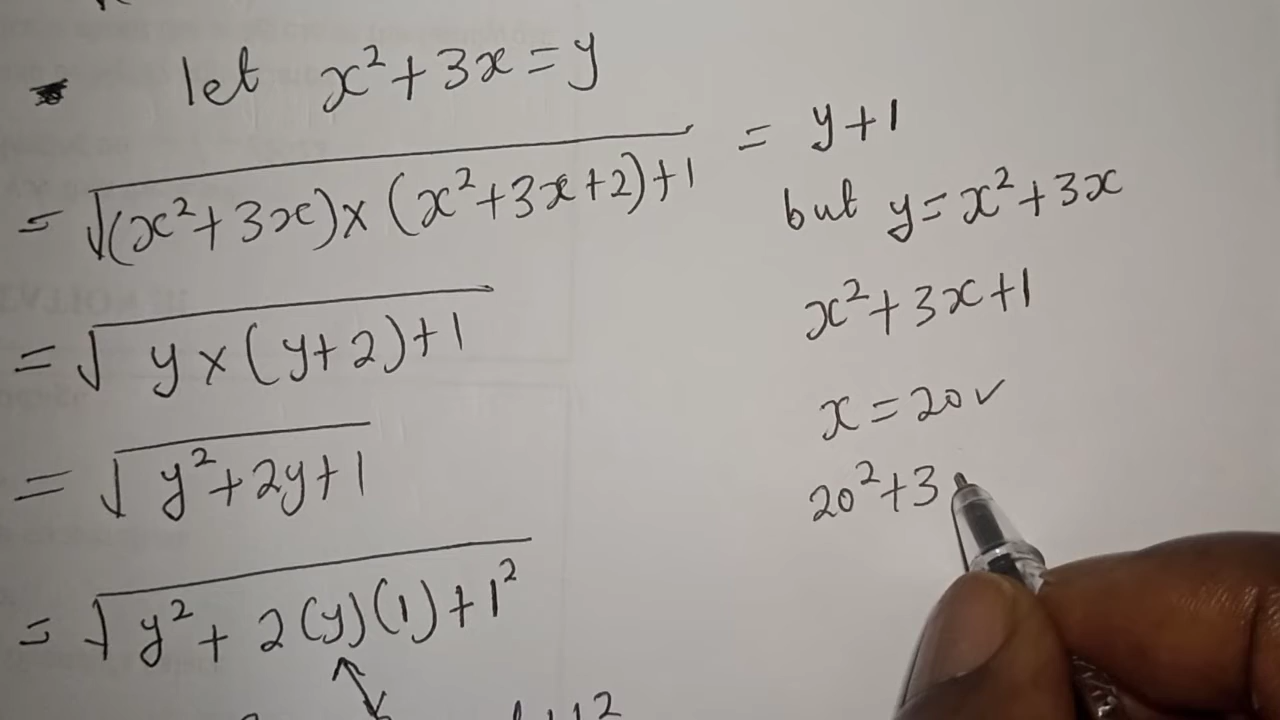 let x²+3x=y
=√(x²+3x)×(x²+3x+2)+1
=√y×(y+2)+1
=√y²+2y+1
=√y²+2(y)(1)+1²
=y+1
but y=x²+3x
x²+3x+1
x=20✓
20²+3